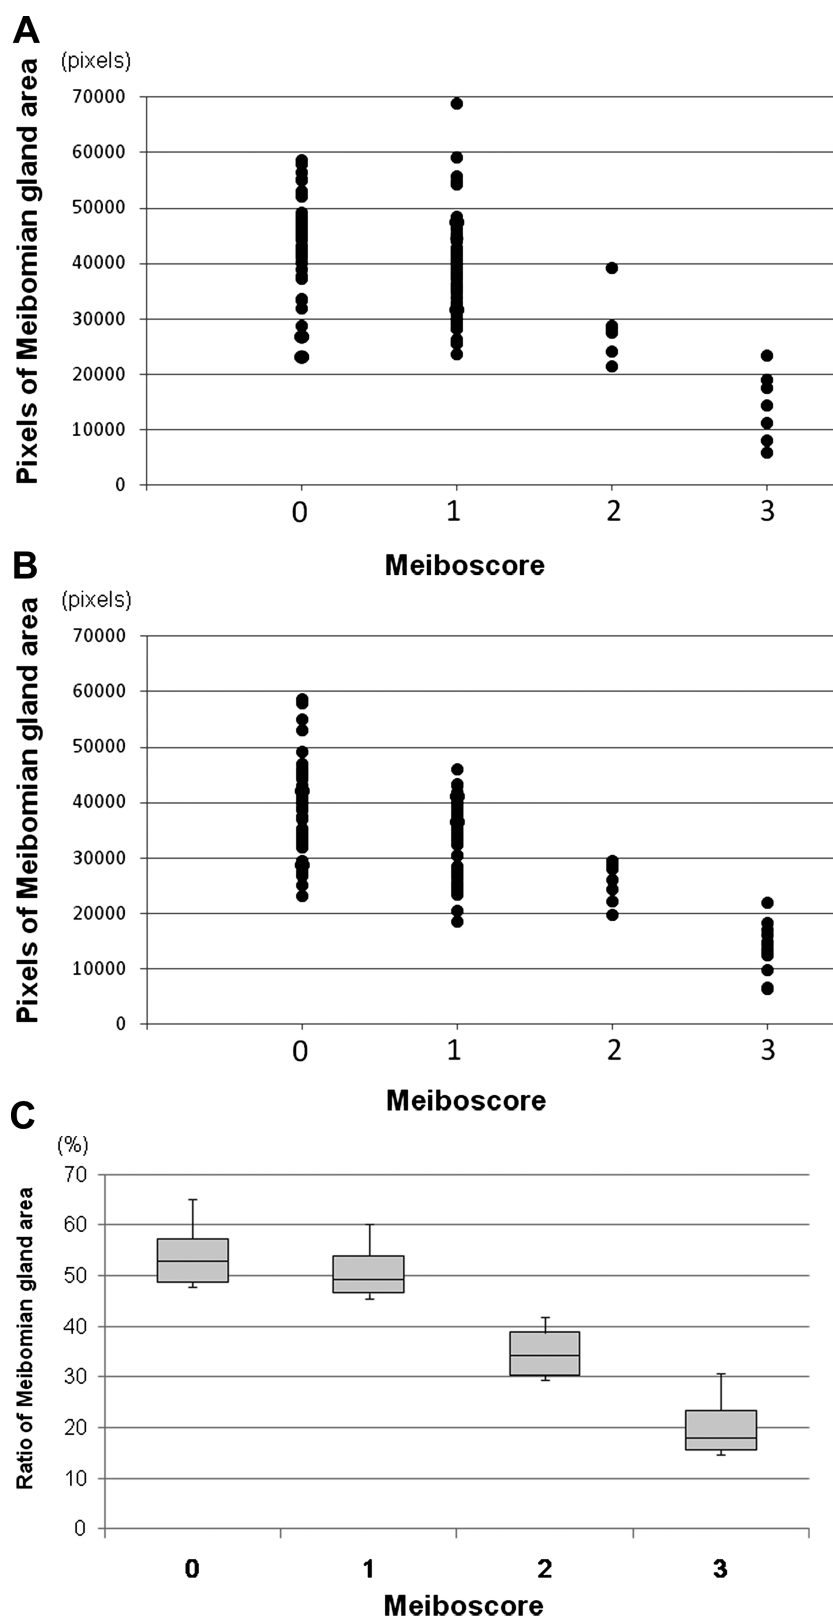 A
(pixels)
Pixels of Meibomian gland area
70000
60000
50000
40000
30000
20000
10000
0
0 1 2 3
Meiboscore
B
(pixels)
Pixels of Meibomian gland area
70000
60000
50000
40000
30000
20000
10000
0
0 1 2 3
Meiboscore
C
(%)
Ratio of Meibomian gland area
70
60
50
40
30
20
10
0
0 1 2 3
Meiboscore